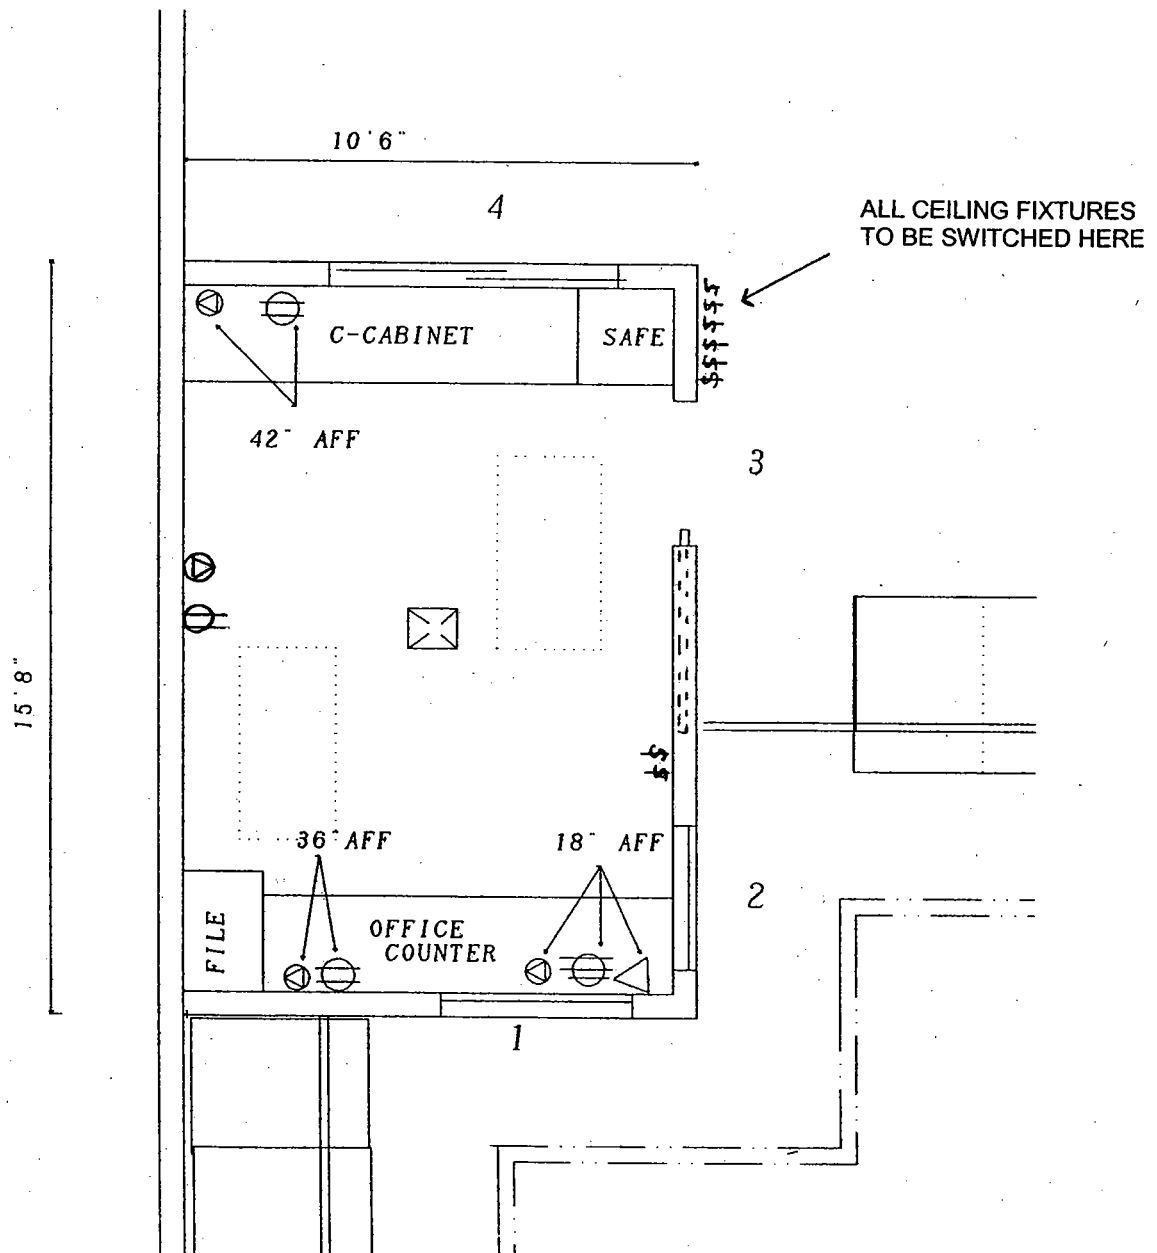 10'6"
4
ALL CEILING FIXTURES
TO BE SWITCHED HERE
$$$$$
C-CABINET
SAFE
42" AFF
3
15'8"
$$
36" AFF
18" AFF
2
FILE
OFFICE
COUNTER
1